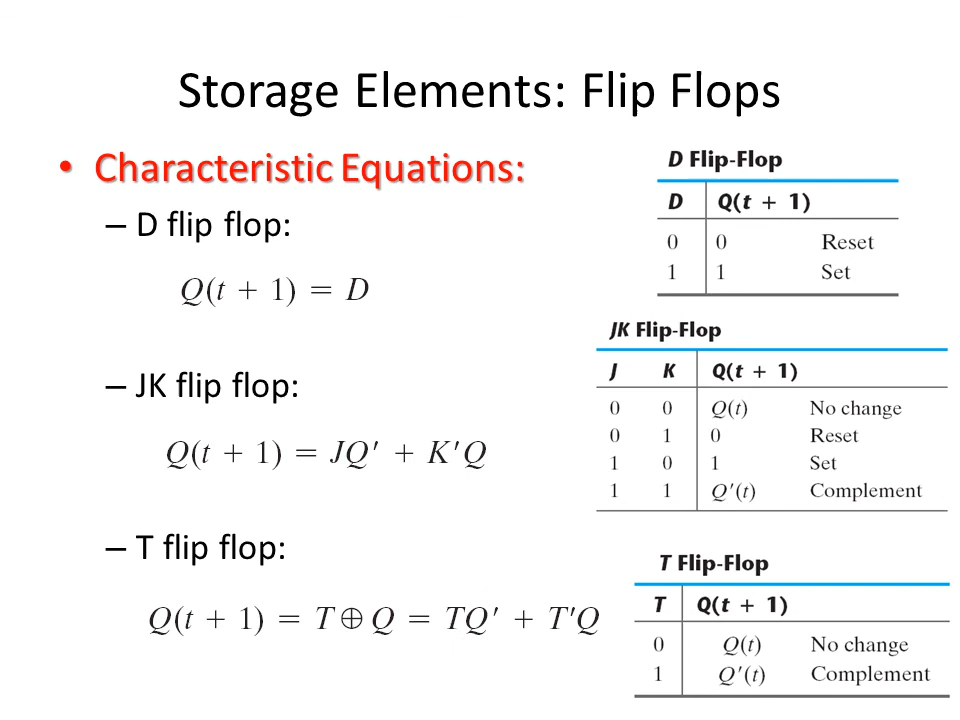 Storage Elements: Flip Flops
• Characteristic Equations:
– D flip flop:
Q(t + 1) = D
– JK flip flop:
Q(t + 1) = JQ′ + K′Q
– T flip flop:
Q(t + 1) = T ⊕ Q = TQ′ + T′Q
D Flip-Flop
D Q(t + 1)
0 0 Reset
1 1 Set
JK Flip-Flop
J K Q(t + 1)
0 0 Q(t) No change
0 1 0 Reset
1 0 1 Set
1 1 Q′(t) Complement
T Flip-Flop
T Q(t + 1)
0 Q(t) No change
1 Q′(t) Complement